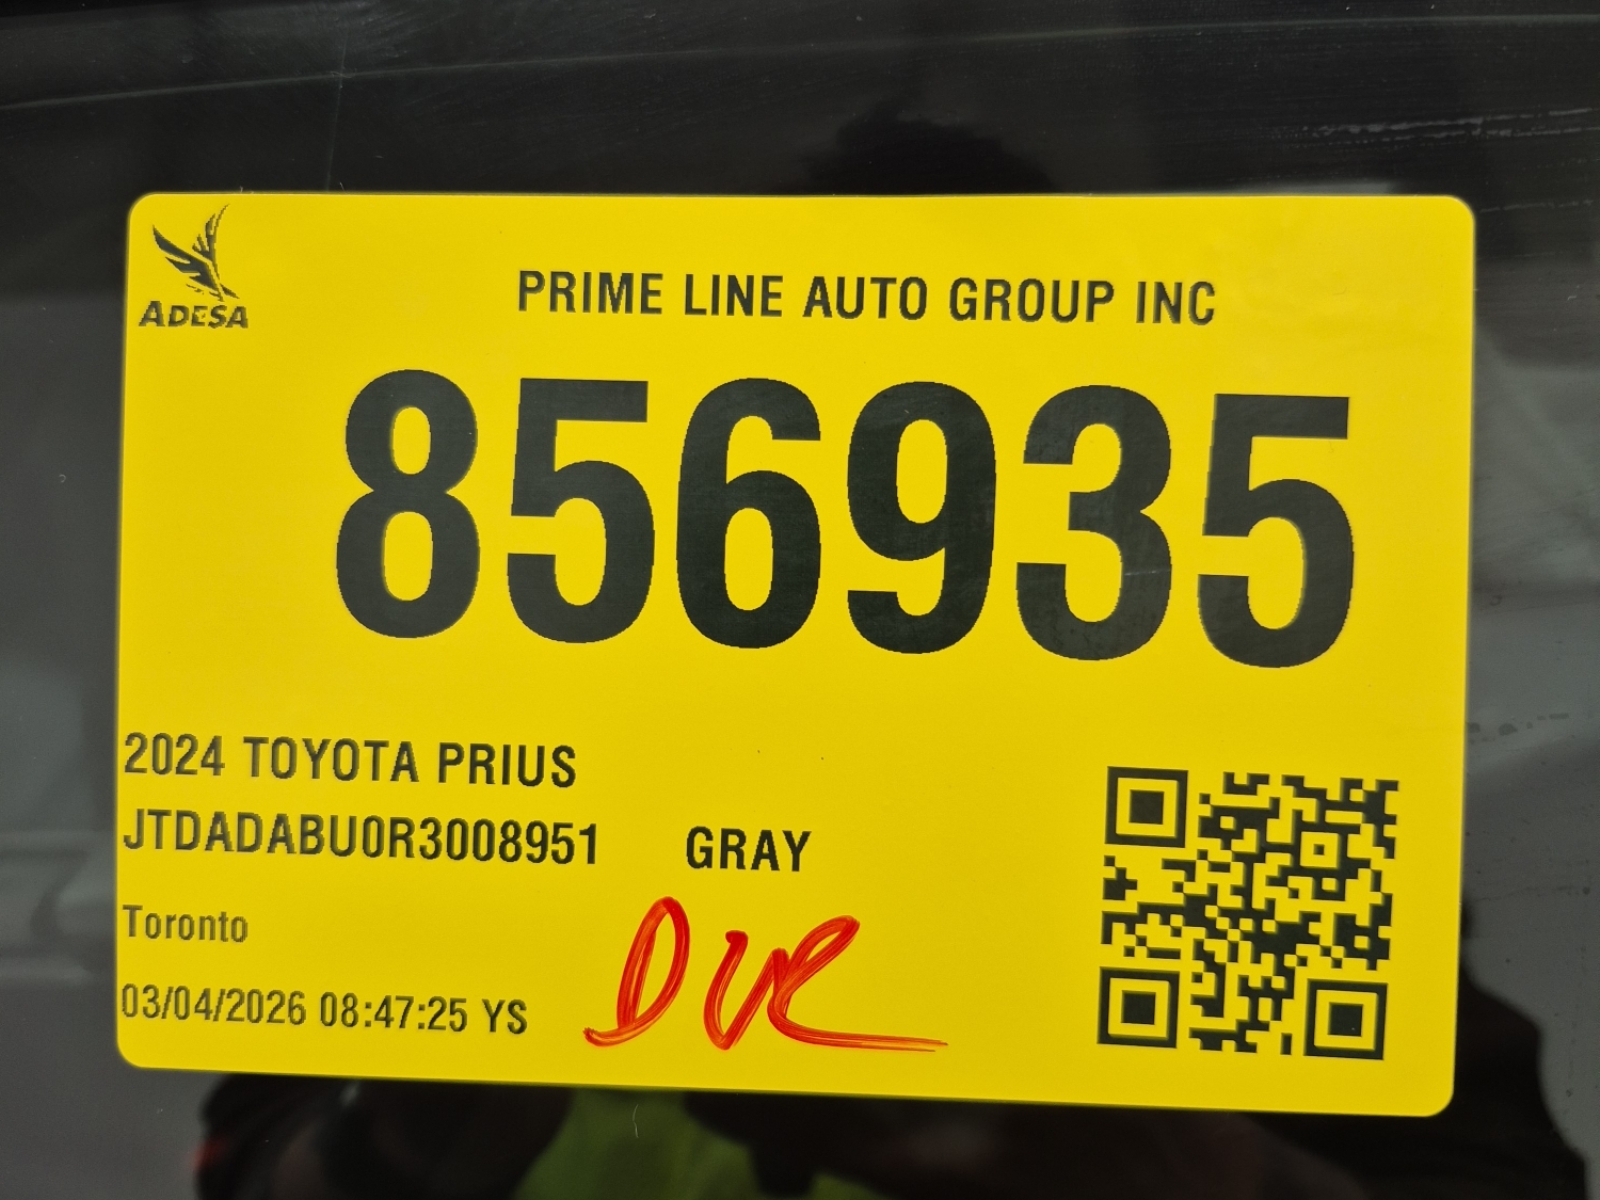 ADESA
PRIME LINE AUTO GROUP INC
856935
2024 TOYOTA PRIUS
JTDADABU0R3008951 GRAY
Toronto
03/04/2026 08:47:25 YS
DVR